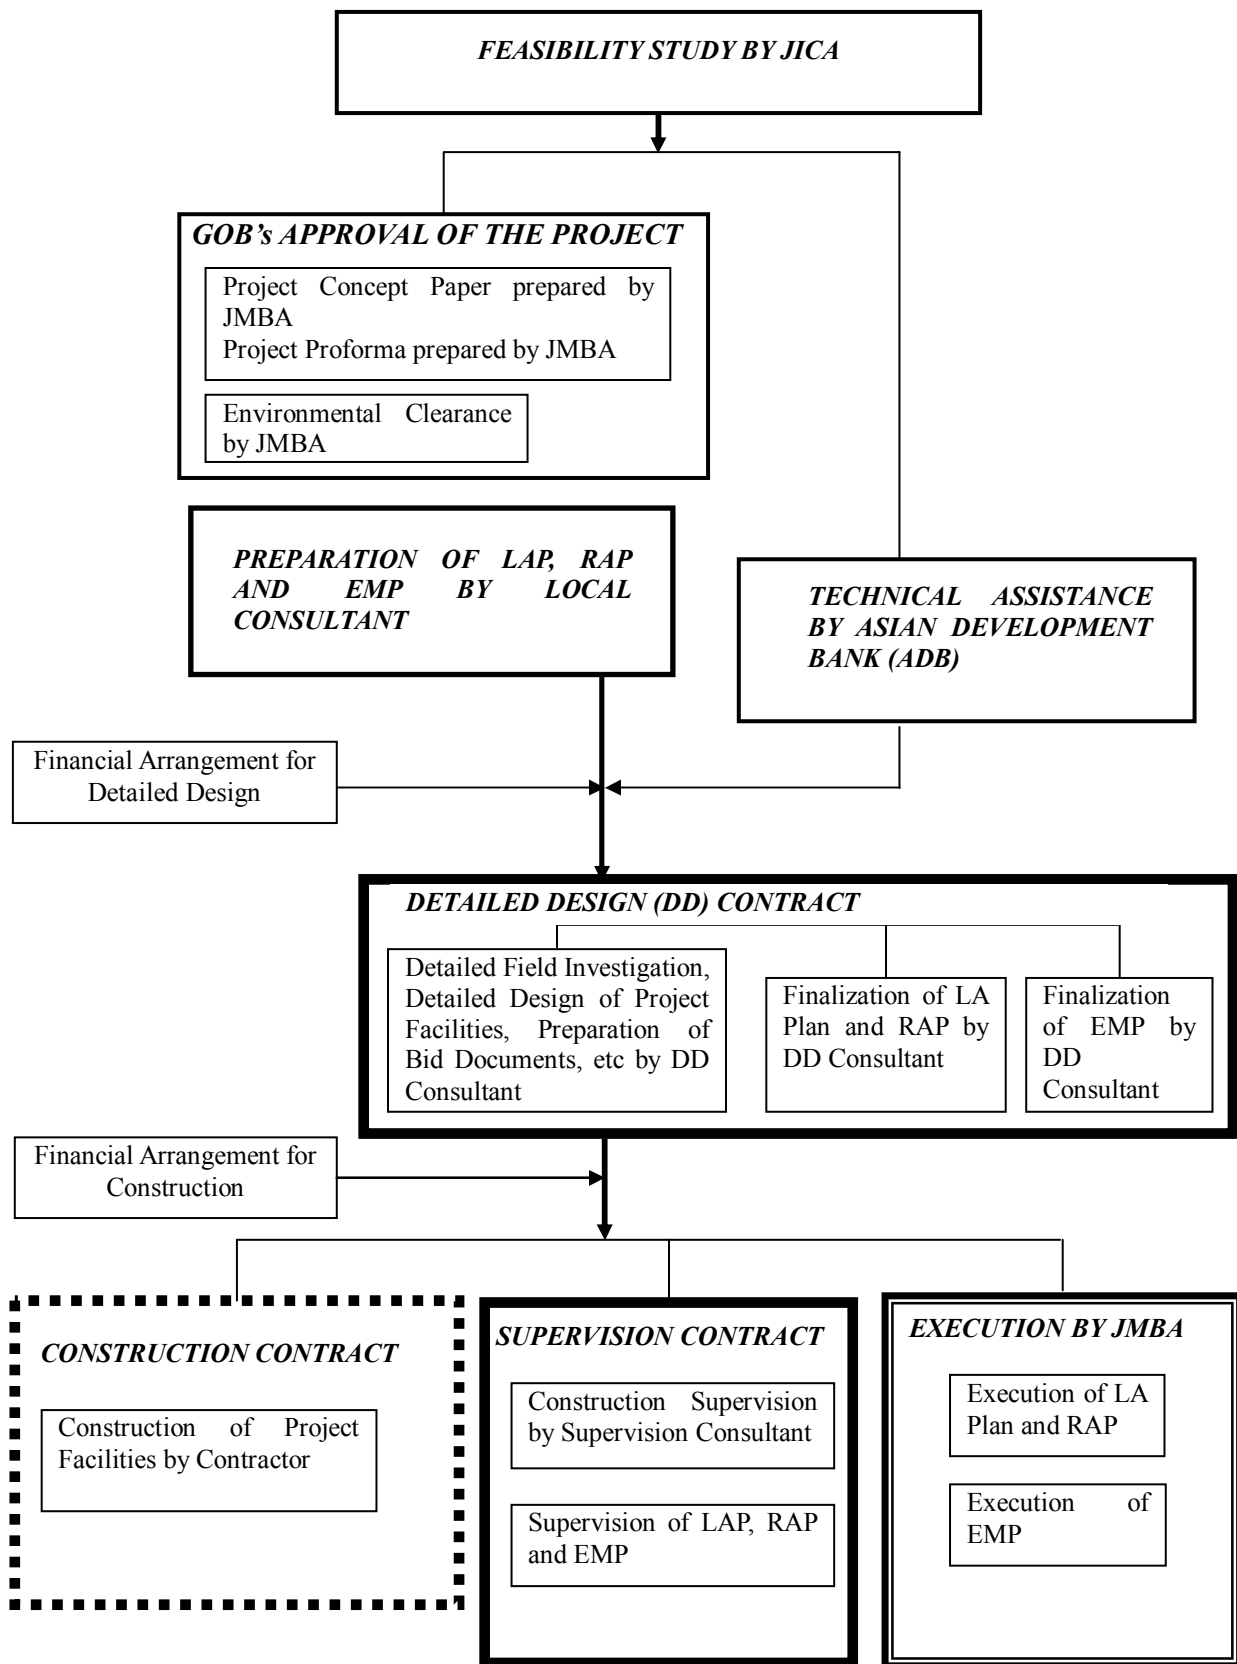 FEASIBILITY STUDY BY JICA
GOB's APPROVAL OF THE PROJECT
Project Concept Paper prepared by
JMBA
Project Proforma prepared by JMBA
Environmental Clearance
by JMBA
PREPARATION OF LAP, RAP
AND EMP BY LOCAL
CONSULTANT
TECHNICAL ASSISTANCE
BY ASIAN DEVELOPMENT
BANK (ADB)
Financial Arrangement for
Detailed Design
DETAILED DESIGN (DD) CONTRACT
Detailed Field Investigation,
Detailed Design of Project
Facilities, Preparation of
Bid Documents, etc by DD
Consultant
Finalization of LA
Plan and RAP by
DD Consultant
Finalization
of EMP by
DD
Consultant
Financial Arrangement for
Construction
CONSTRUCTION CONTRACT
Construction of Project
Facilities by Contractor
SUPERVISION CONTRACT
Construction Supervision
by Supervision Consultant
Supervision of LAP, RAP
and EMP
EXECUTION BY JMBA
Execution of LA
Plan and RAP
Execution of
EMP